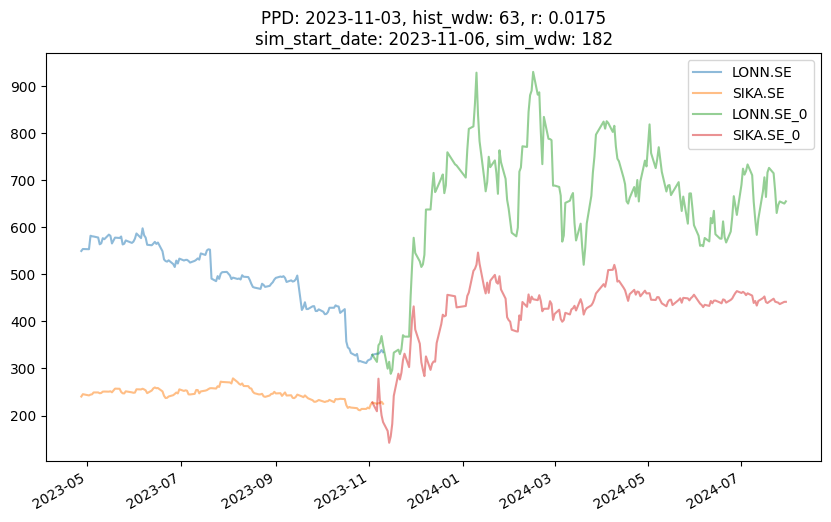 PPD: 2023-11-03, hist_wdw: 63, r: 0.0175
sim_start_date: 2023-11-06, sim_wdw: 182
LONN.SE
SIKA.SE
LONN.SE_0
SIKA.SE_0
900
800
700
600
500
400
300
200
2023-05
2023-07
2023-09
2023-11
2024-01
2024-03
2024-05
2024-07